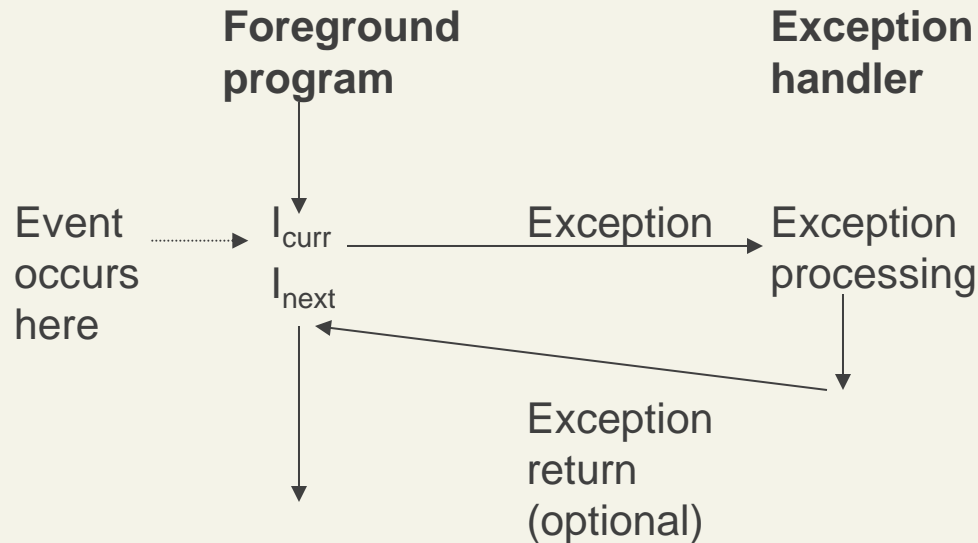 Foreground
program
Exception
handler
Event
occurs
here
I_curr
I_next
Exception
Exception
processing
Exception
return
(optional)